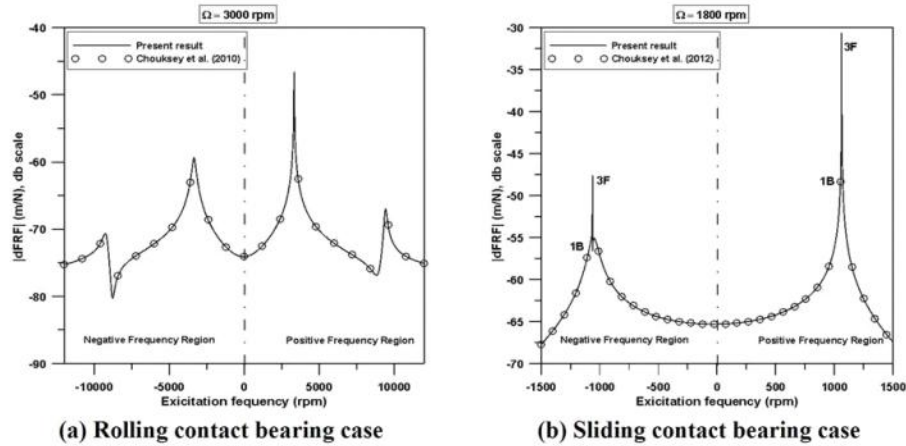 Ω = 3000 rpm
-40
-50
-60
-70
-80
-90
|dFRF| (m/N), db scale
Present result
Chouksey et al. (2010)
Negative Frequency Region
Positive Frequency Region
-10000 -5000 0 5000 10000
Exicitation fequency (rpm)
(a) Rolling contact bearing case
Ω = 1800 rpm
-30
-35
-40
-45
-50
-55
-60
-65
-70
|dFRF| (m/N), db scale
Present result
Chouksey et al. (2012)
3F
1B
3F
1B
Negative Frequency Region
Positive Frequency Region
-1500 -1000 -500 0 500 1000 1500
Exicitation fequency (rpm)
(b) Sliding contact bearing case